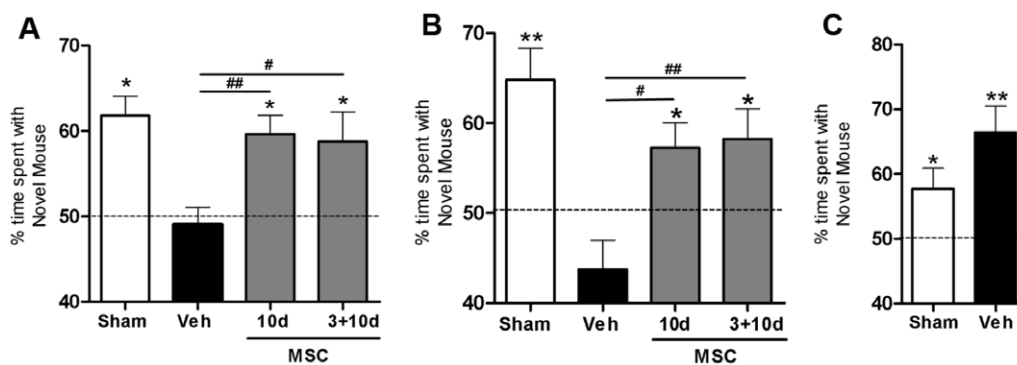 A
% time spent with
Novel Mouse
70
60
50
40
*
##
#
*
*
Sham
Veh
10d
3+10d
MSC
B
% time spent with
Novel Mouse
70
60
50
40
**
#
##
*
*
Sham
Veh
10d
3+10d
MSC
C
% time spent with
Novel Mouse
80
70
60
50
40
*
**
Sham
Veh